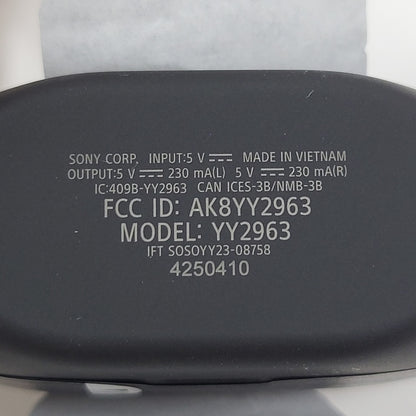 SONY CORP. INPUT:5 V ⎓ MADE IN VIETNAM
OUTPUT:5 V ⎓ 230 mA(L) 5 V ⎓ 230 mA(R)
IC:409B-YY2963 CAN ICES-3B/NMB-3B
FCC ID: AK8YY2963
MODEL: YY2963
IFT SOSOYY23-08758
4250410